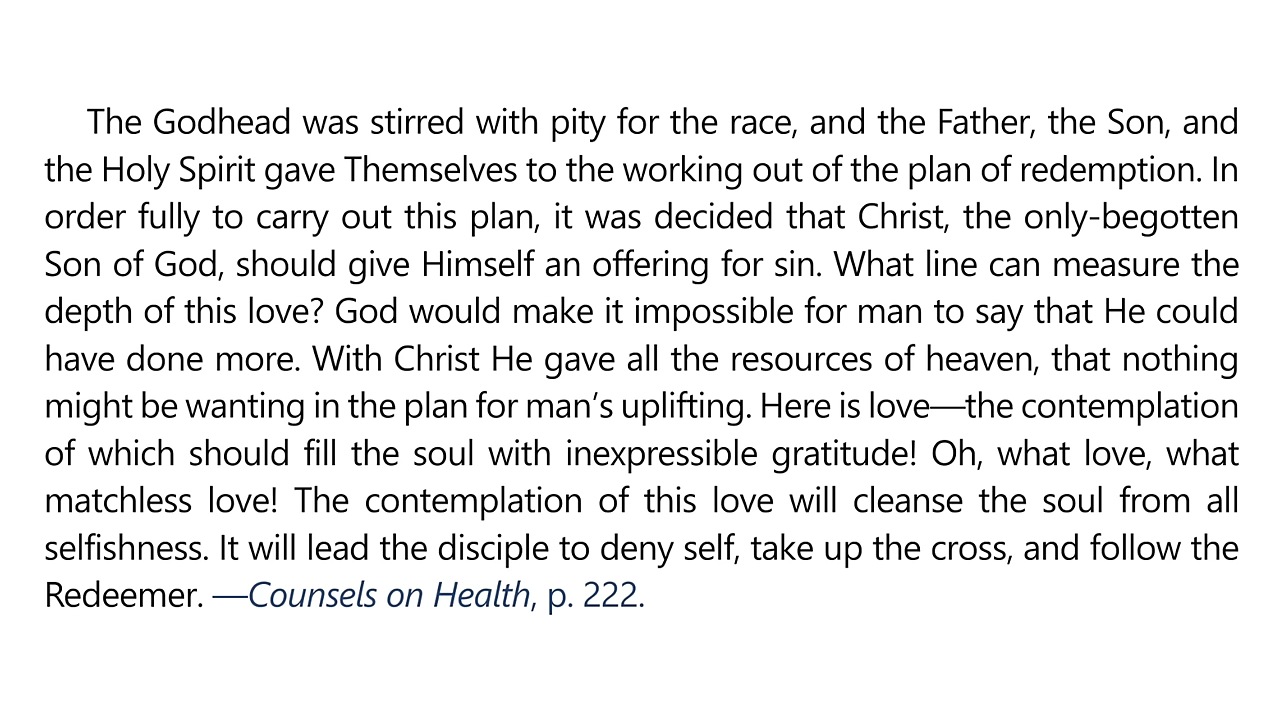 The Godhead was stirred with pity for the race, and the Father, the Son, and
the Holy Spirit gave Themselves to the working out of the plan of redemption. In
order fully to carry out this plan, it was decided that Christ, the only-begotten
Son of God, should give Himself an offering for sin. What line can measure the
depth of this love? God would make it impossible for man to say that He could
have done more. With Christ He gave all the resources of heaven, that nothing
might be wanting in the plan for man’s uplifting. Here is love—the contemplation
of which should fill the soul with inexpressible gratitude! Oh, what love, what
matchless love! The contemplation of this love will cleanse the soul from all
selfishness. It will lead the disciple to deny self, take up the cross, and follow the
Redeemer. —Counsels on Health, p. 222.